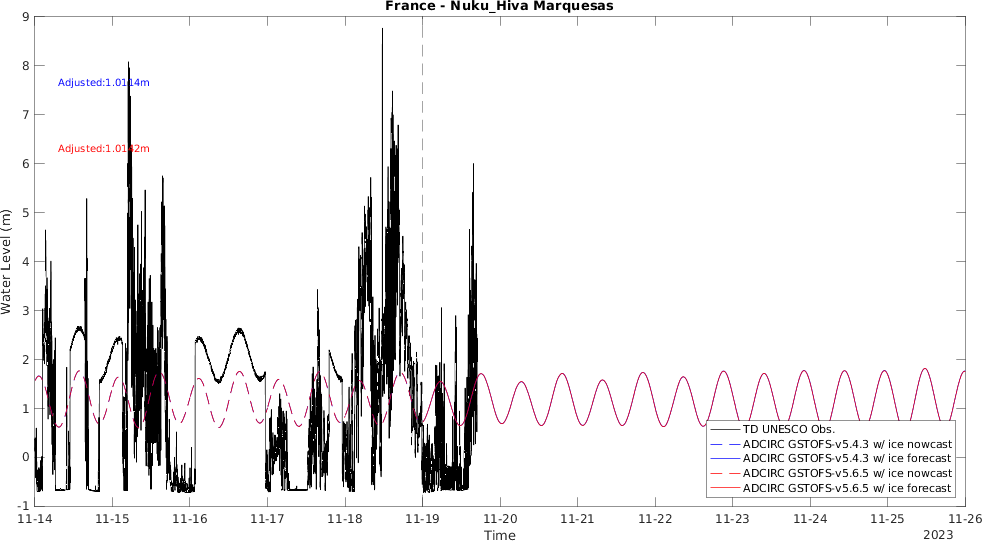 France - Nuku_Hiva Marquesas
Water Level (m)
9
8
7
6
5
4
3
2
1
0
-1
Adjusted:1.0114m
Adjusted:1.0142m
TD UNESCO Obs.
ADCIRC GSTOFS-v5.4.3 w/ ice nowcast
ADCIRC GSTOFS-v5.4.3 w/ ice forecast
ADCIRC GSTOFS-v5.6.5 w/ ice nowcast
ADCIRC GSTOFS-v5.6.5 w/ ice forecast
11-14 11-15 11-16 11-17 11-18 11-19 11-20 11-21 11-22 11-23 11-24 11-25 11-26
Time
2023